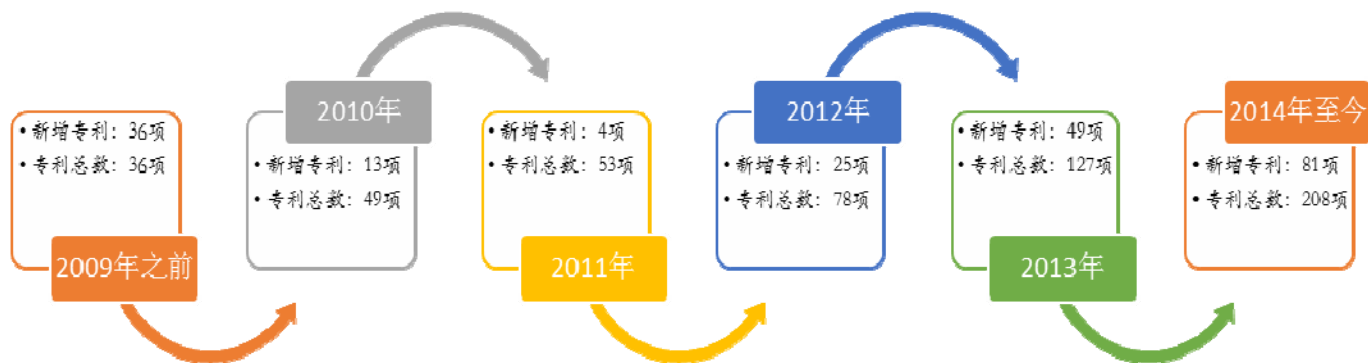 • 新增专利：36项
• 专利总数：36项
2009年之前
2010年
• 新增专利：13项
• 专利总数：49项
• 新增专利：4项
• 专利总数：53项
2011年
2012年
• 新增专利：25项
• 专利总数：78项
• 新增专利：49项
• 专利总数：127项
2013年
2014年至今
• 新增专利：81项
• 专利总数：208项